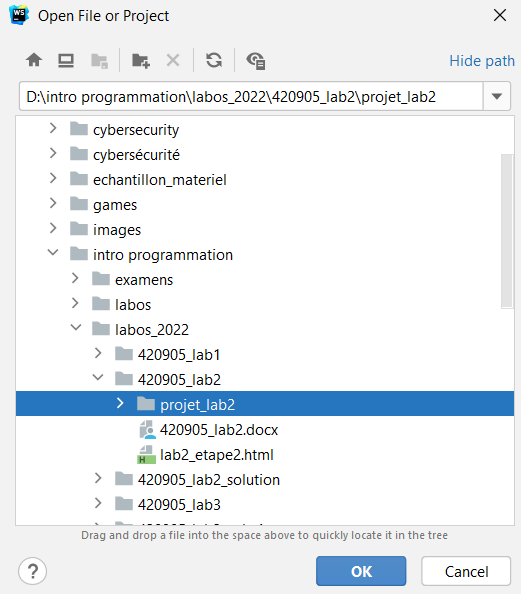 WS
Open File or Project
Hide path
D:\intro programmation\labos_2022\420905_lab2\projet_lab2
cybersecurity
cybersécurité
echantillon_materiel
games
images
intro programmation
examens
labos
labos_2022
420905_lab1
420905_lab2
projet_lab2
420905_lab2.docx
H lab2_etape2.html
420905_lab2_solution
420905_lab3
Drag and drop a file into the space above to quickly locate it in the tree
? OK Cancel